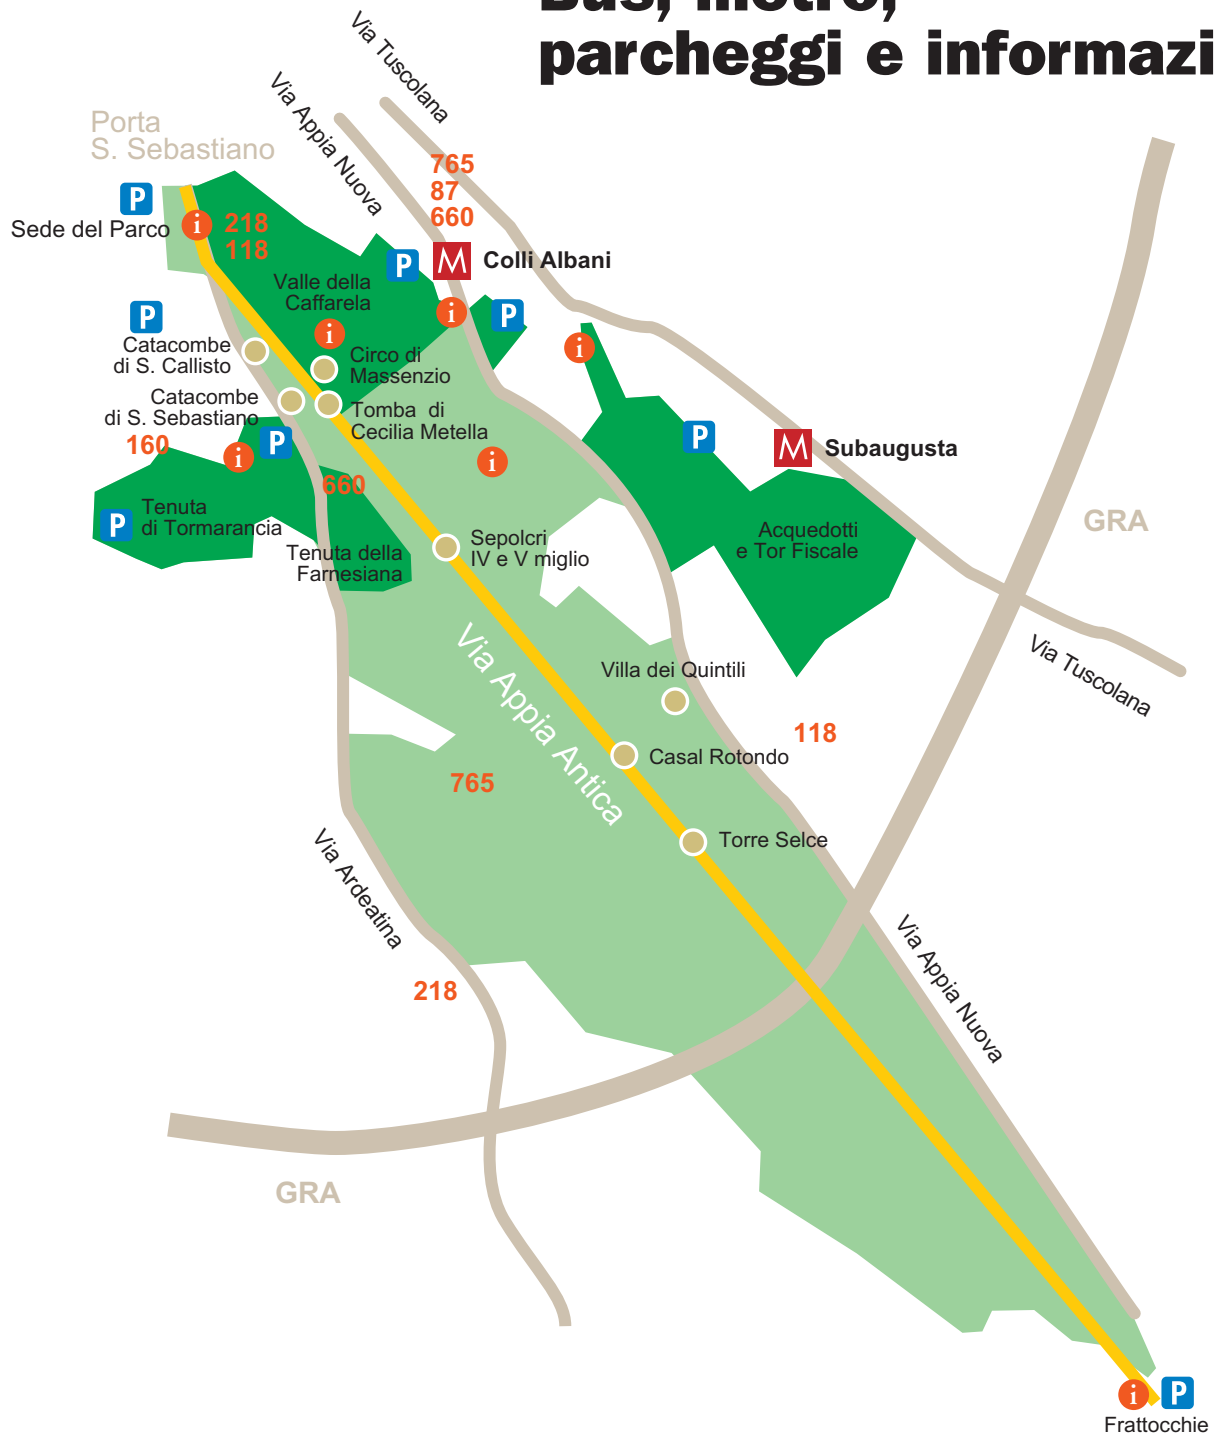 Bus, metro,
parcheggi e informazi
Via Tuscolana
Via Appia Nuova
Porta
S. Sebastiano
765
87
660
P
Sede del Parco
i
218
118
M
Colli Albani
P
Valle della
Caffarela
i
P
P
i
i
Catacombe
di S. Callisto
Circo di
Massenzio
Catacombe
di S. Sebastiano
Tomba di
Cecilia Metella
160
i
P
i
P
M
Subaugusta
660
P
Tenuta
di Tormarancia
Tenuta della
Farnesiana
Sepolcri
IV e V miglio
Acquedotti
e Tor Fiscale
GRA
Via Appia Antica
Villa dei Quintili
Via Tuscolana
118
Casal Rotondo
765
Torre Selce
Via Ardeatina
Via Appia Nuova
218
GRA
i
P
Frattocchie